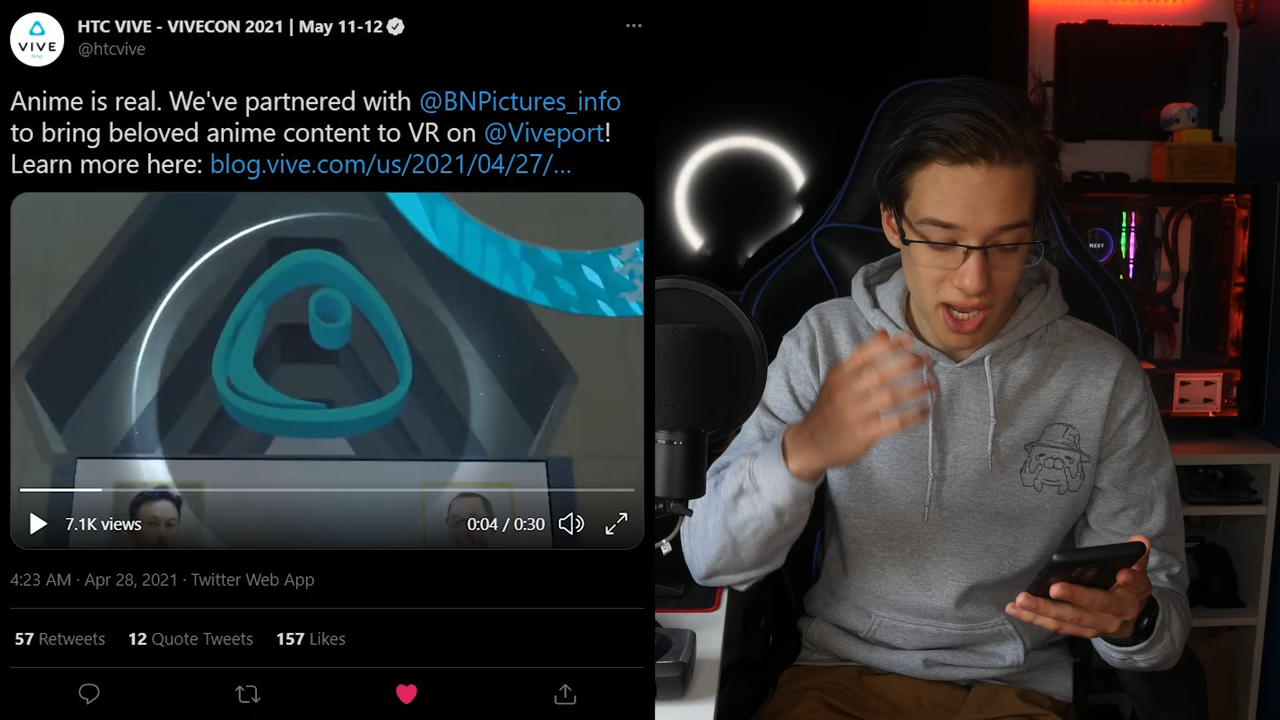 HTC VIVE - VIVECON 2021 | May 11-12
@htcvive
VIVE
htc
Anime is real. We've partnered with @BNPictures_info
to bring beloved anime content to VR on @Viveport!
Learn more here: blog.vive.com/us/2021/04/27/...
7.1K views
0:04 / 0:30
4:23 AM · Apr 28, 2021 · Twitter Web App
57 Retweets 12 Quote Tweets 157 Likes
NZXT